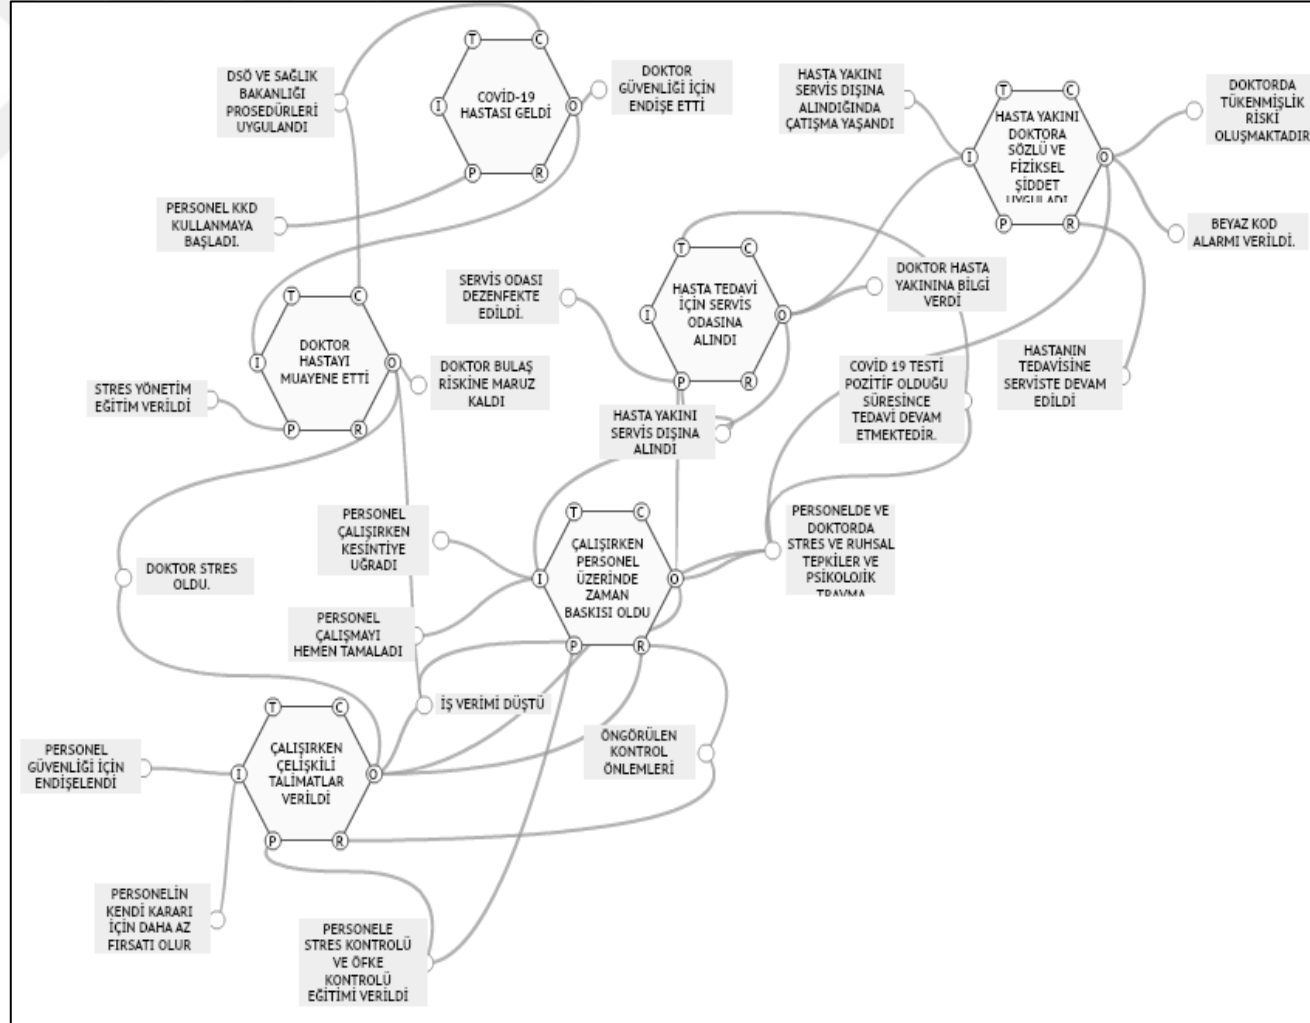 T
C
COVİD-19
HASTASI GELDİ
I
O
P
R
DSÖ VE SAĞLIK
BAKANLIĞI
PROSEDÜRLERİ
UYGULANDI
DOKTOR
GÜVENLİĞİ İÇİN
ENDİŞE ETTİ
PERSONEL KKD
KULLANMAYA
BAŞLADI.
HASTA YAKINI
SERVİS DIŞINA
ALINDIĞINDA
ÇATIŞMA YAŞANDI
T
C
HASTA YAKINI
DOKTORA
SÖZLÜ VE
FİZİKSEL
ŞİDDET
UYGULADI
I
O
P
R
DOKTORDA
TÜKENMİŞLİK
RİSKİ
OLUŞMAKTADIR
BEYAZ KOD
ALARMI VERİLDİ.
SERVİS ODASI
DEZENFEKTE
EDİLDİ.
T
C
HASTA TEDAVİ
İÇİN SERVİS
ODASINA
ALINDI
I
O
P
R
DOKTOR HASTA
YAKININA BİLGİ
VERDİ
T
C
DOKTOR
HASTAYI
MUAYENE ETTİ
I
O
P
R
STRES YÖNETİM
EĞİTİM VERİLDİ
DOKTOR BULAŞ
RİSKİNE MARUZ
KALDI
HASTA YAKINI
SERVİS DIŞINA
ALINDI
COVİD 19 TESTİ
POZİTİF OLDUĞU
SÜRESİNCE
TEDAVİ DEVAM
ETMEKTEDİR.
HASTANIN
TEDAVİSİNE
SERVİSTE DEVAM
EDİLDİ
PERSONEL
ÇALIŞIRKEN
KESİNTİYE
UĞRADI
DOKTOR STRES
OLDU.
PERSONEL
ÇALIŞMAYI
HEMEN TAMALADI
T
C
ÇALIŞIRKEN
PERSONEL
ÜZERİNDE
ZAMAN
BASKISI OLDU
I
O
P
R
PERSONELDE VE
DOKTORDA
STRES VE RUHSAL
TEPKİLER VE
PSİKOLOJİK
TRAVMA
İŞ VERİMİ DÜŞTÜ
ÖNGÖRÜLEN
KONTROL
ÖNLEMLERİ
PERSONEL
GÜVENLİĞİ İÇİN
ENDİŞELENDİ
T
C
ÇALIŞIRKEN
ÇELİŞKİLİ
TALİMATLAR
VERİLDİ
I
O
P
R
PERSONELİN
KENDİ KARARI
İÇİN DAHA AZ
FIRSATI OLUR
PERSONELE
STRES KONTROLÜ
VE ÖFKE
KONTROLÜ
EĞİTİMİ VERİLDİ